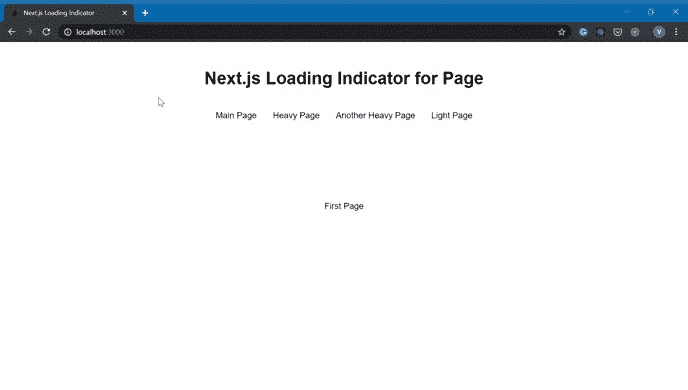 Next.js Loading Indicator
localhost:3000
V
Next.js Loading Indicator for Page
Main Page Heavy Page Another Heavy Page Light Page
First Page